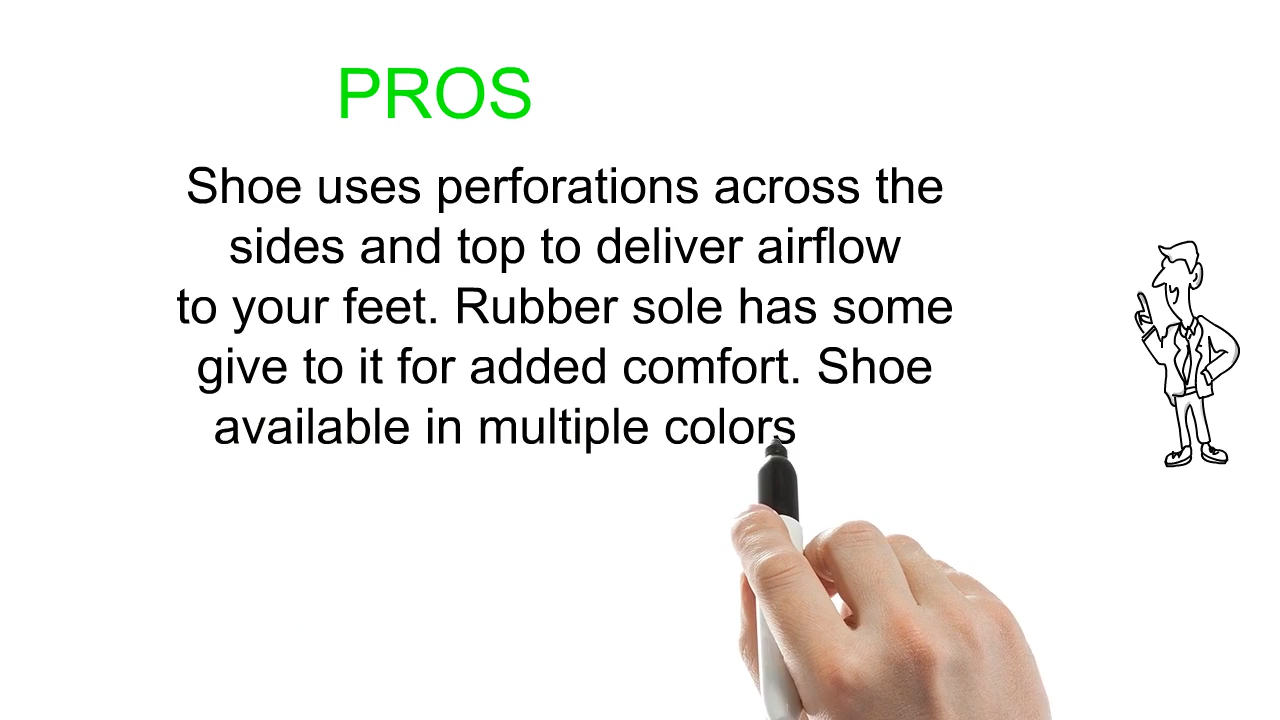 PROS
Shoe uses perforations across the
sides and top to deliver airflow
to your feet. Rubber sole has some
give to it for added comfort. Shoe
available in multiple colors